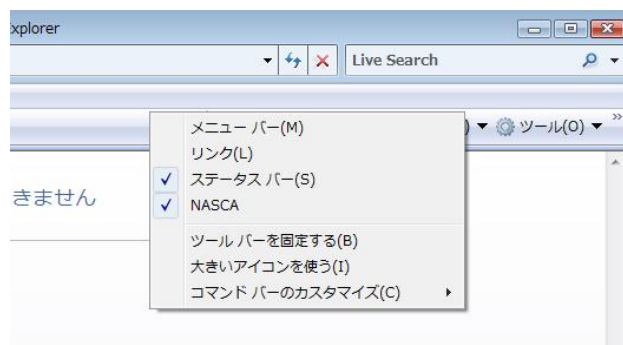 xplorer
Live Search
メニュー バー(M)
) ▼ ツール(O) ▼ »
リンク(L)
ステータス バー(S)
きません
NASCA
ツール バーを固定する(B)
大きいアイコンを使う(I)
コマンド バーのカスタマイズ(C)